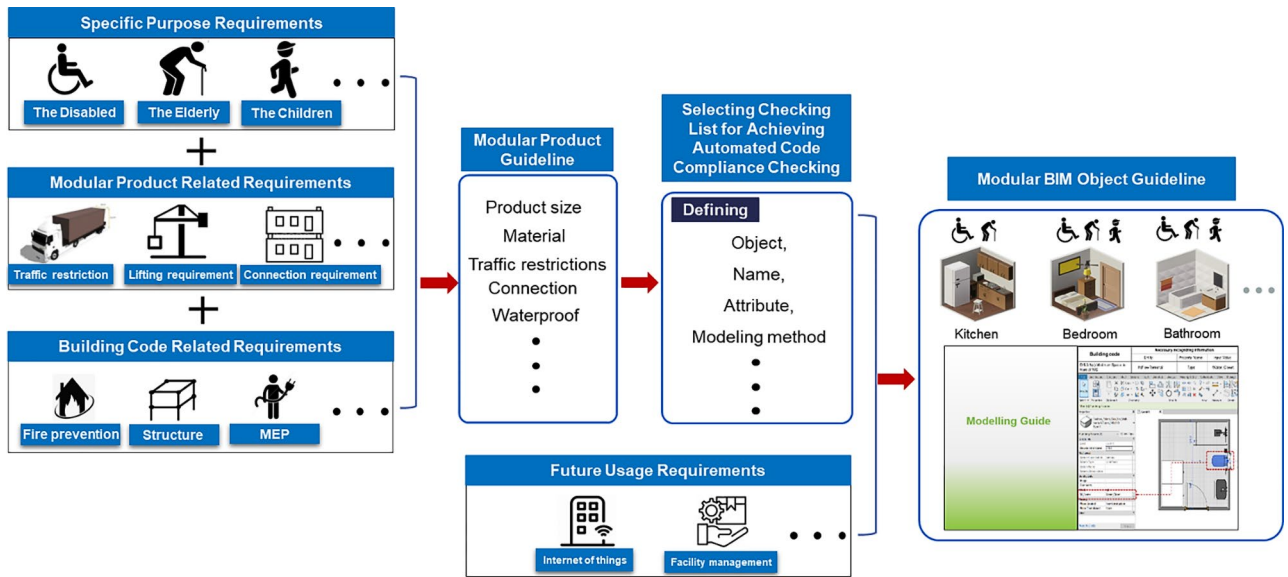 Specific Purpose Requirements
The Disabled
The Elderly
The Children
Modular Product Related Requirements
Traffic restriction
Lifting requirement
Connection requirement
Building Code Related Requirements
Fire prevention
Structure
MEP
Modular Product
Guideline
Product size
Material
Traffic restrictions
Connection
Waterproof
Selecting Checking
List for Achieving
Automated Code
Compliance Checking
Defining
Object,
Name,
Attribute,
Modeling method
Future Usage Requirements
Internet of things
Facility management
Modular BIM Object Guideline
Kitchen
Bedroom
Bathroom
Modelling Guide
Building code